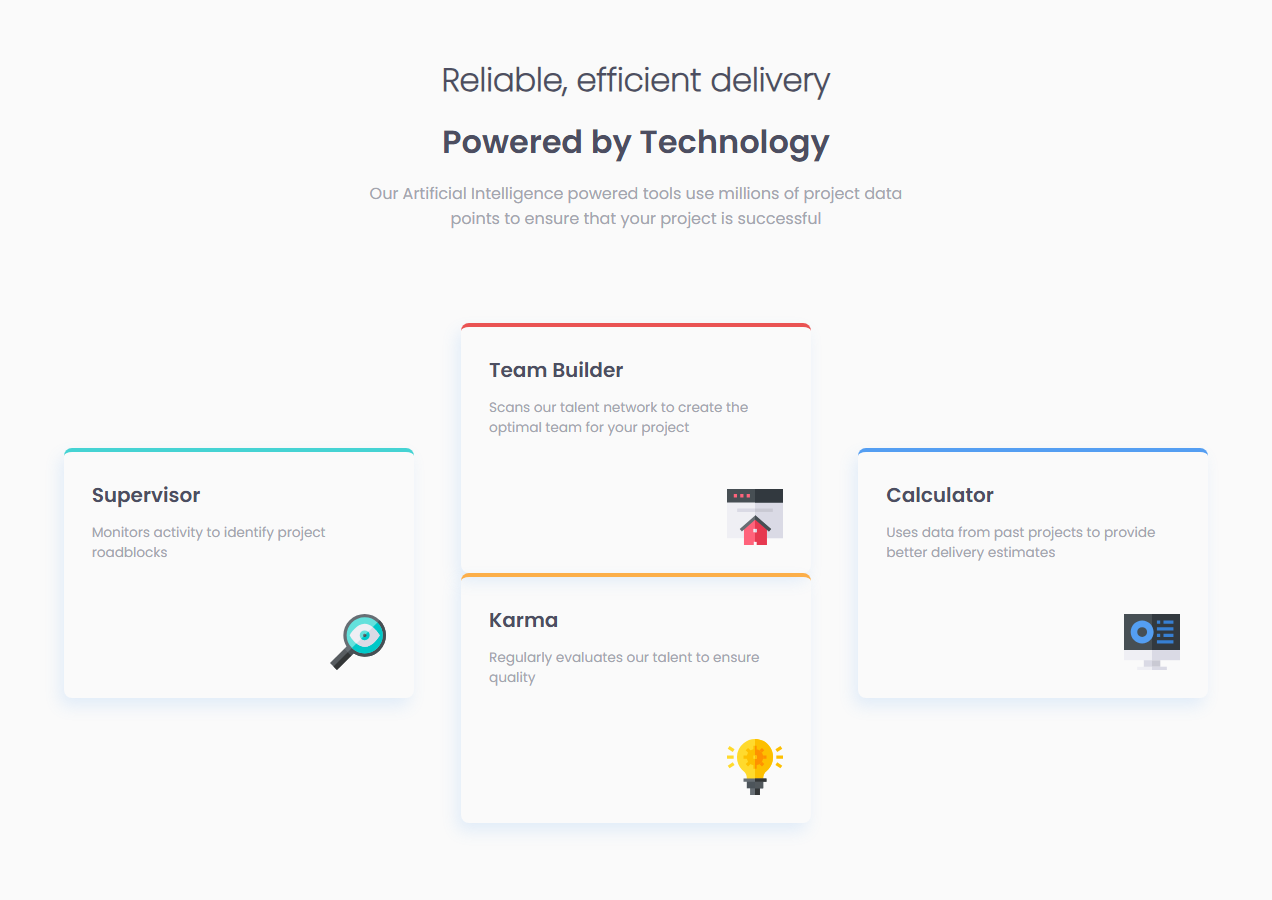 Reliable, efficient delivery
Powered by Technology
Our Artificial Intelligence powered tools use millions of project data
points to ensure that your project is successful
Team Builder
Scans our talent network to create the
optimal team for your project
Supervisor
Monitors activity to identify project
roadblocks
Calculator
Uses data from past projects to provide
better delivery estimates
Karma
Regularly evaluates our talent to ensure
quality